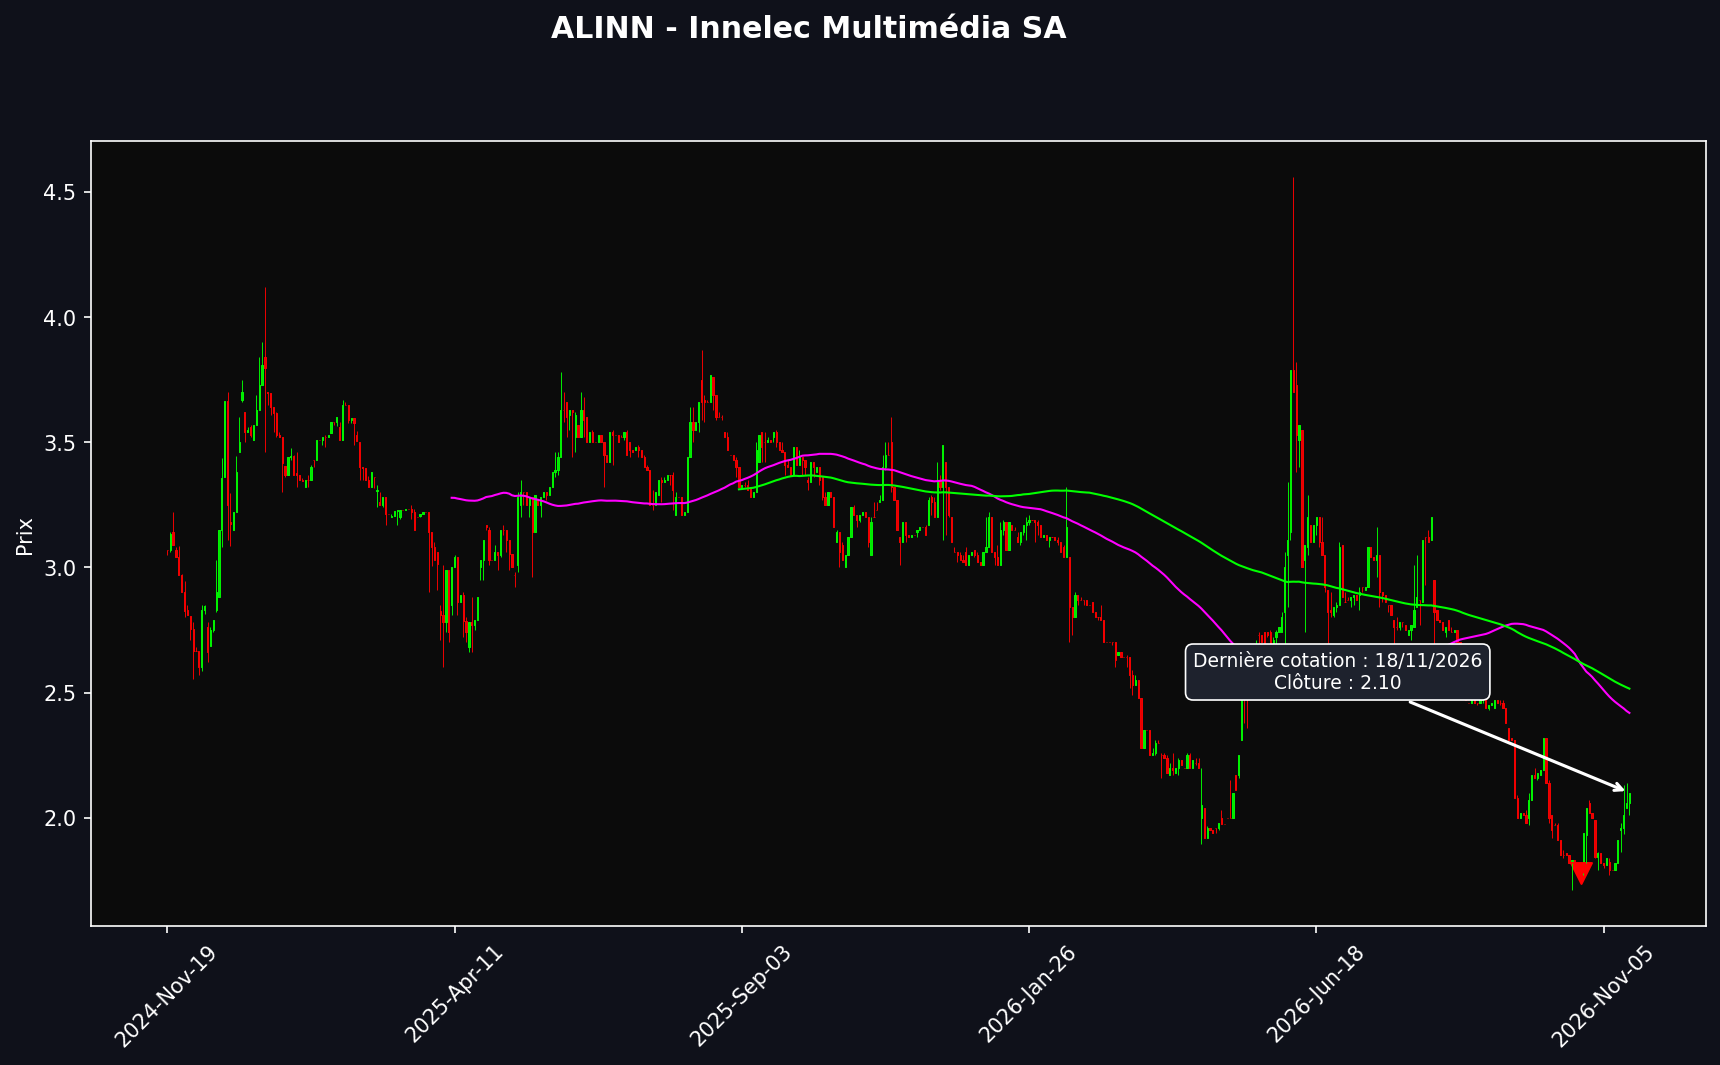 ALINN - Innelec Multimédia SA
Prix
4.5
4.0
3.5
3.0
2.5
2.0
Dernière cotation : 18/11/2026
Clôture : 2.10
2024-Nov-19
2025-Apr-11
2025-Sep-03
2026-Jan-26
2026-Jun-18
2026-Nov-05